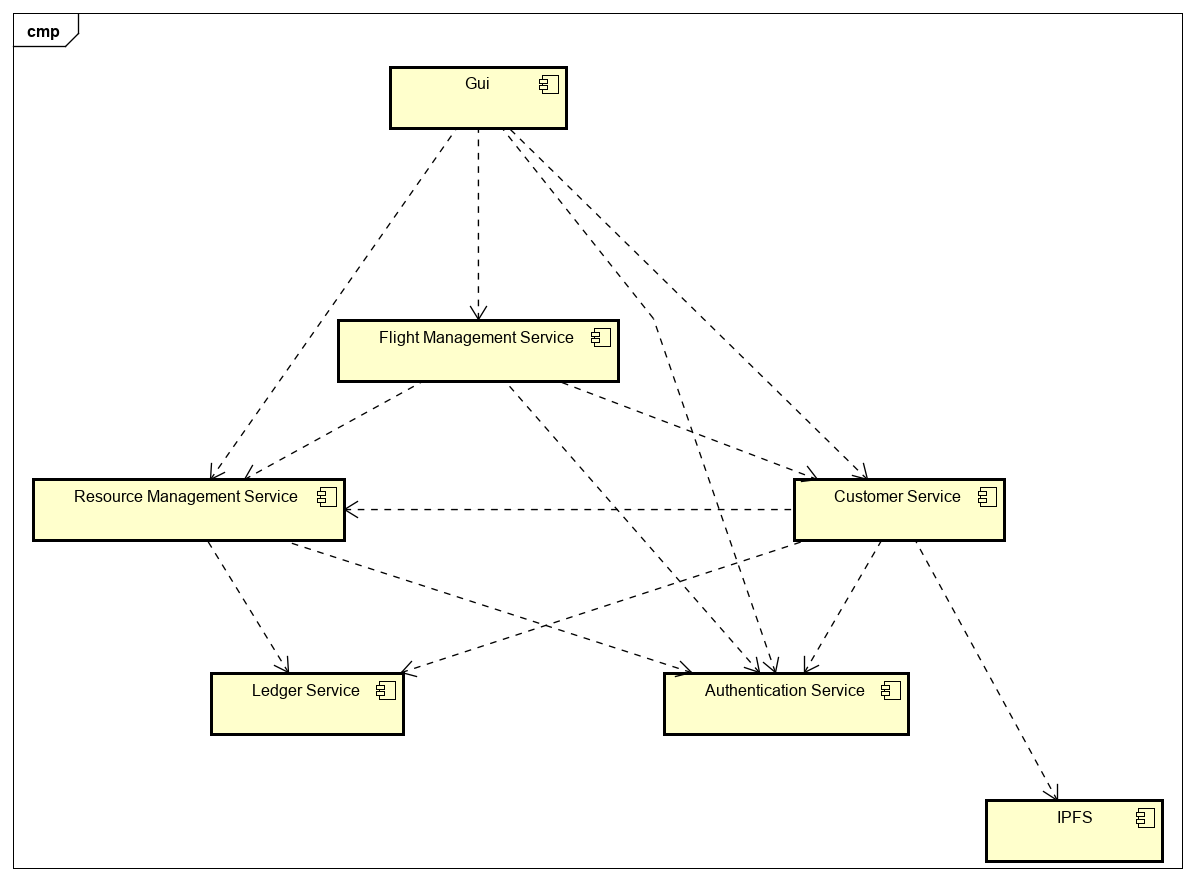 cmp
Gui
Flight Management Service
Resource Management Service
Customer Service
Ledger Service
Authentication Service
IPFS